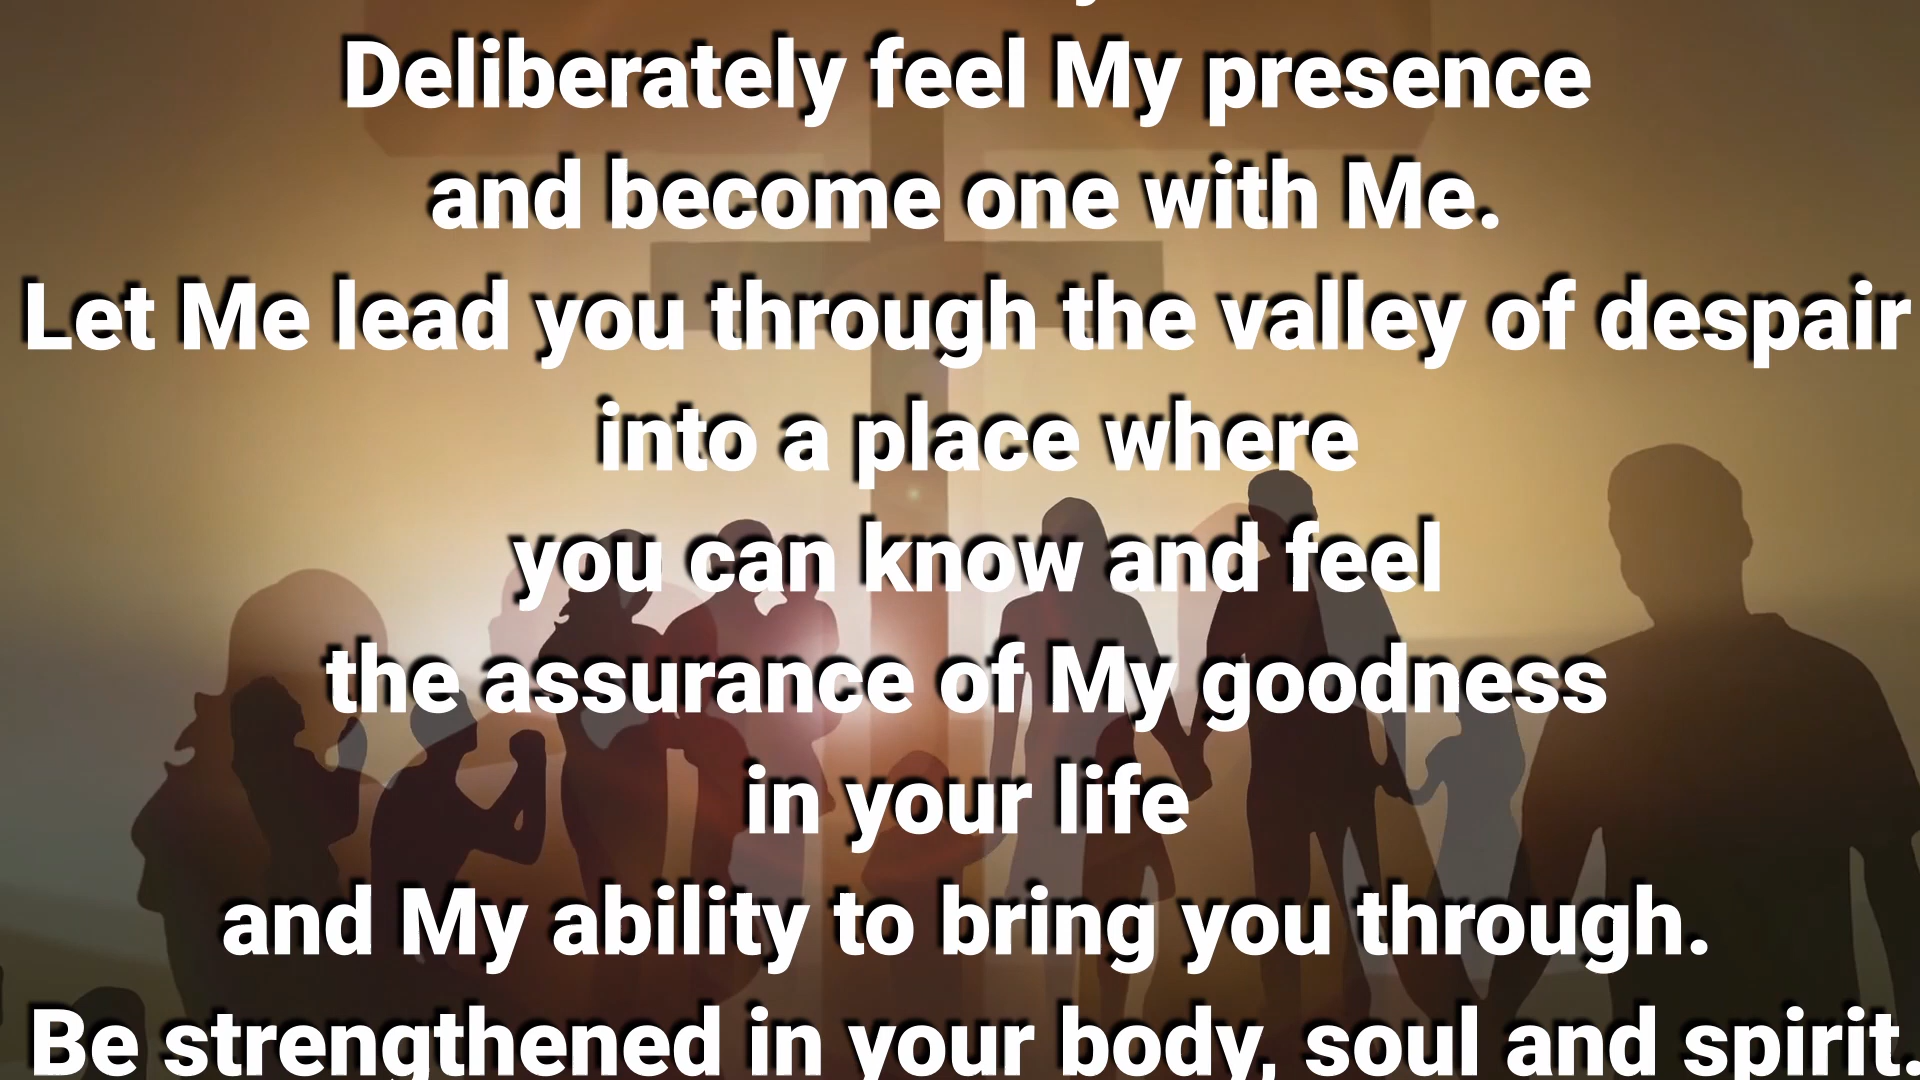 Deliberately feel My presence
and become one with Me.
Let Me lead you through the valley of despair
into a place where
you can know and feel
the assurance of My goodness
in your life
and My ability to bring you through.
Be strengthened in your body, soul and spirit.